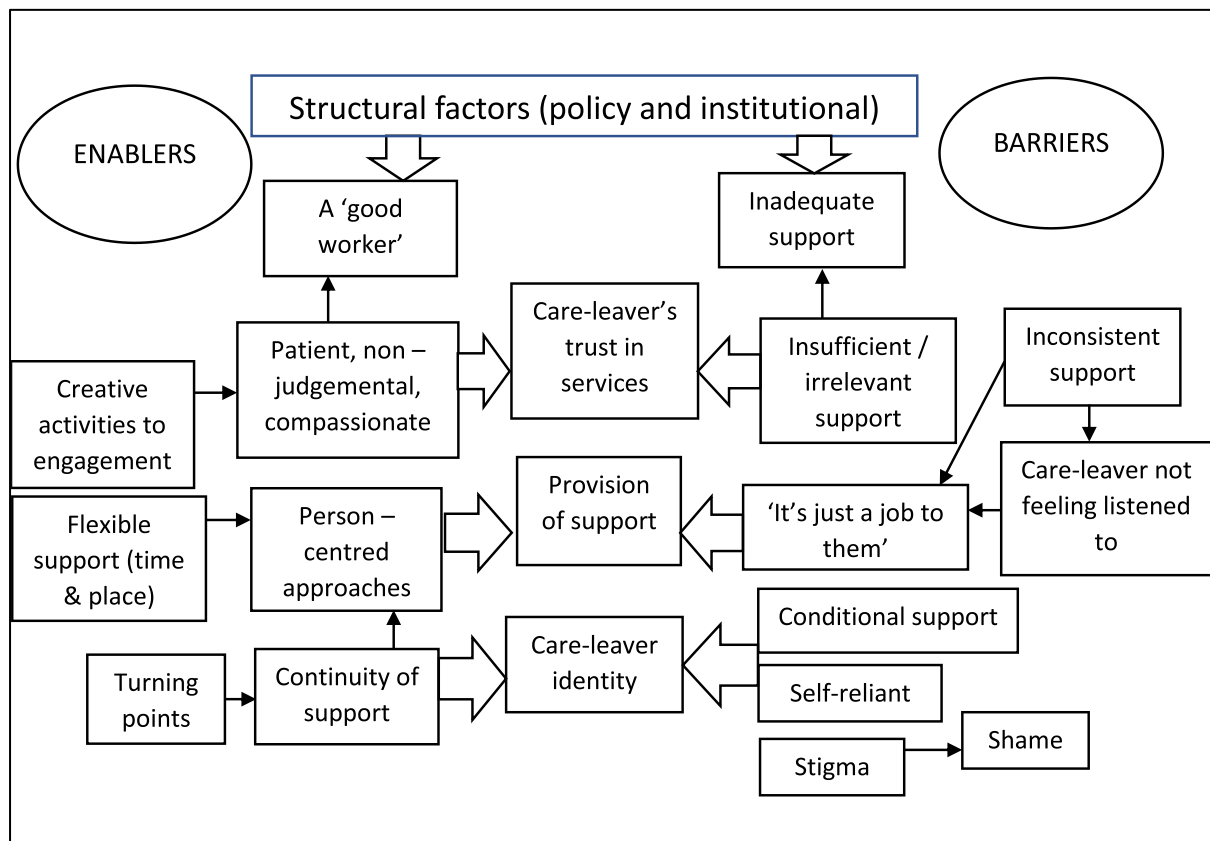 Structural factors (policy and institutional)
ENABLERS
BARRIERS
A ‘good
worker’
Inadequate
support
Care-leaver’s
trust in
services
Patient, non –
judgemental,
compassionate
Insufficient /
irrelevant
support
Inconsistent
support
Creative
activities to
engagement
Provision
of support
Care-leaver not
feeling listened
to
Flexible
support (time
& place)
Person –
centred
approaches
‘It’s just a job to
them’
Conditional support
Care-leaver
identity
Turning
points
Continuity of
support
Self-reliant
Stigma
Shame